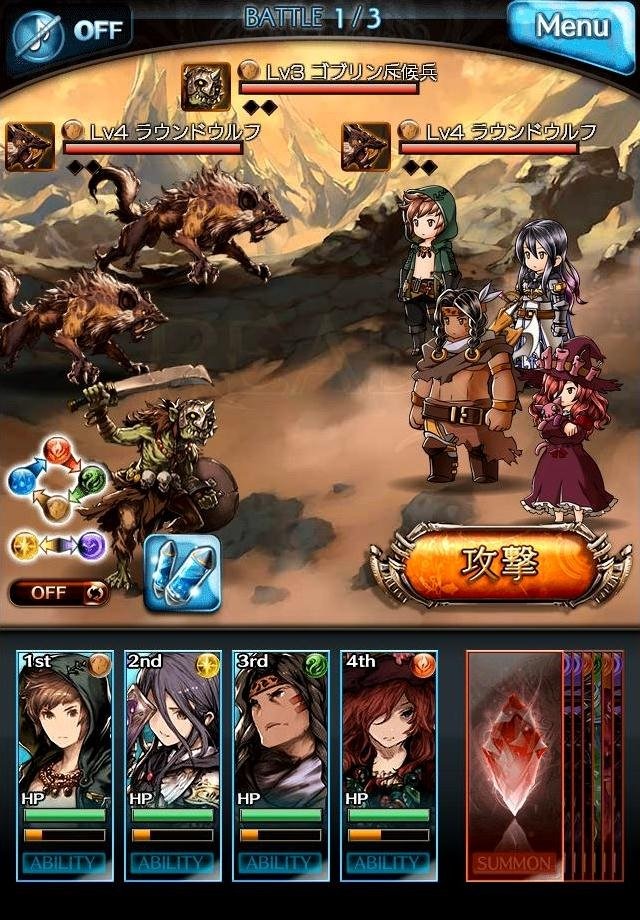 OFF
BATTLE 1/3
Menu
Lv3 ゴブリン斥候兵
Lv4 ラウンドウルフ
Lv4 ラウンドウルフ
OFF
攻撃
1st
2nd
3rd
4th
HP
HP
HP
HP
ABILITY
ABILITY
ABILITY
ABILITY
SUMMON